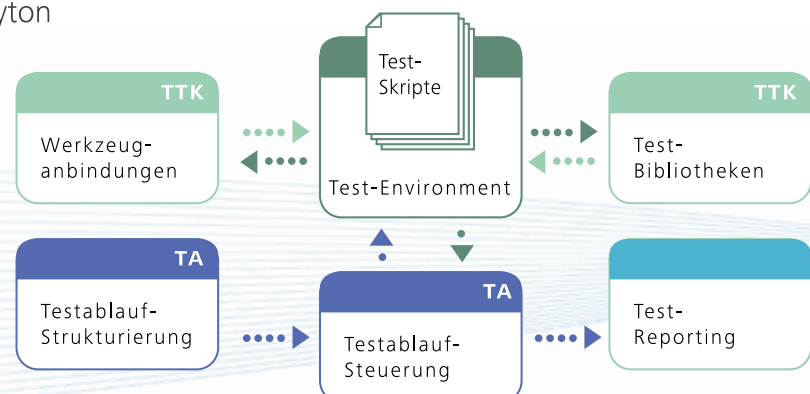 yton
Test-
Skripte
TTK
TTK
Werkzeug-
anbindungen
Test-Environment
Test-
Bibliotheken
TA
TA
Testablauf-
Strukturierung
Testablauf-
Steuerung
Test-
Reporting